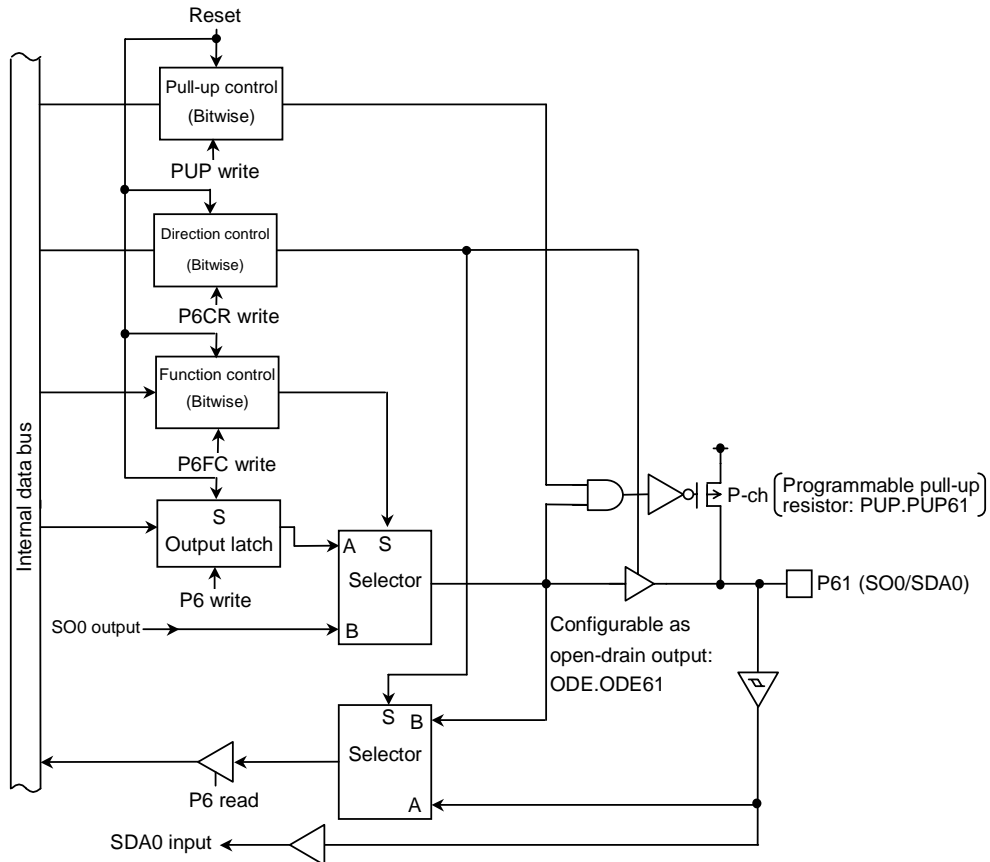 Reset
Pull-up control
(Bitwise)
PUP write
Direction control
(Bitwise)
P6CR write
Function control
(Bitwise)
P6FC write
Internal data bus
S
Output latch
P6 write
SO0 output
A S
Selector
B
P-ch
Programmable pull-up
resistor: PUP.PUP61
P61 (SO0/SDA0)
Configurable as
open-drain output:
ODE.ODE61
S B
Selector
A
P6 read
SDA0 input